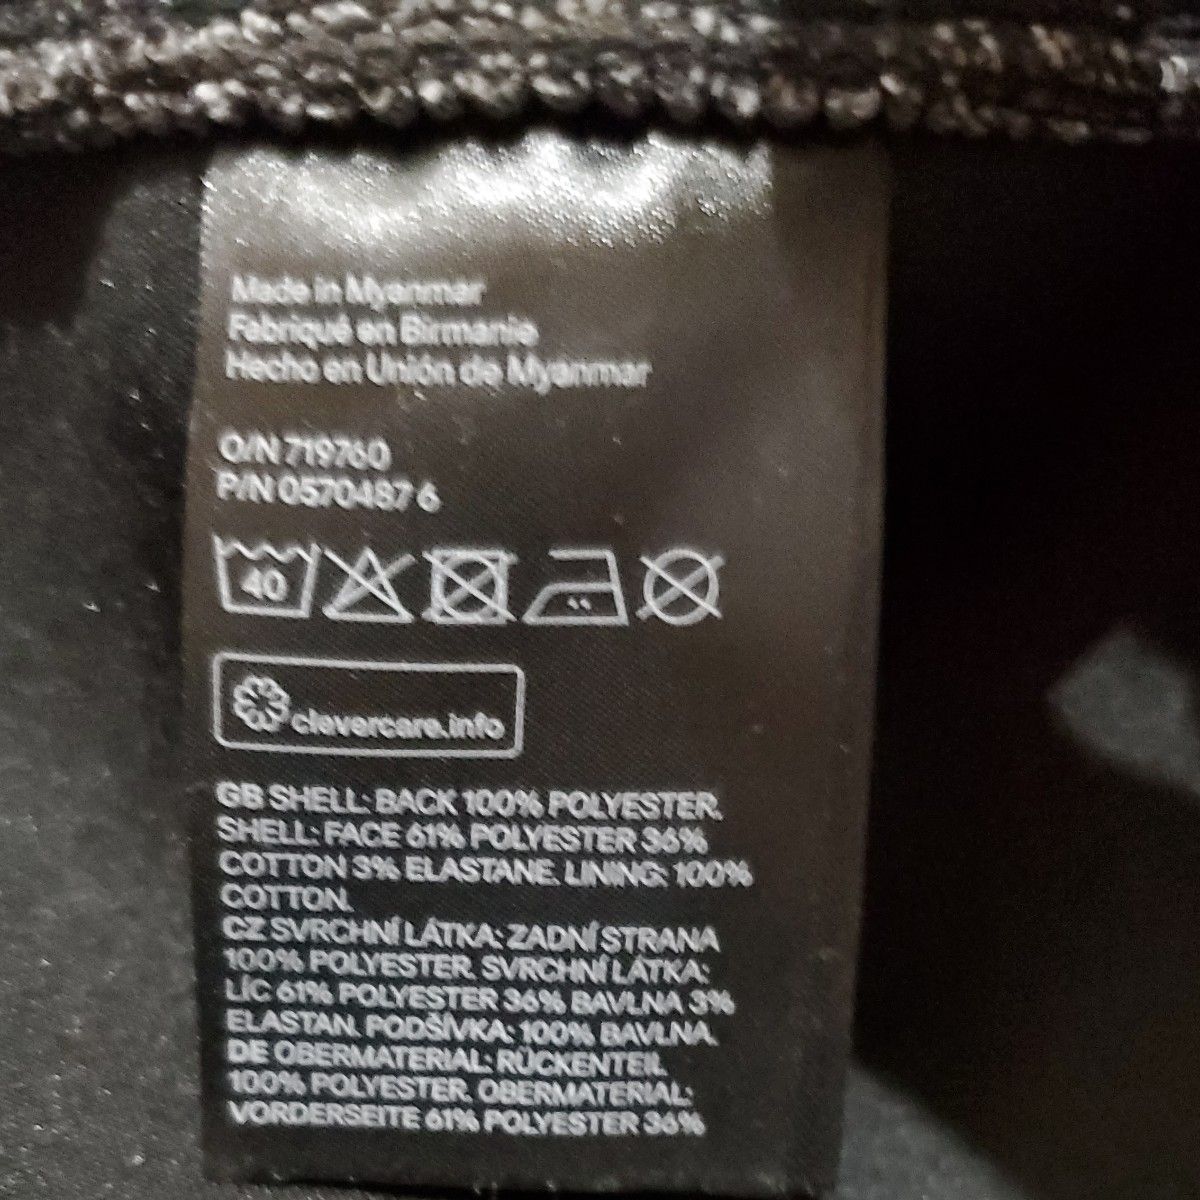 Made in Myanmar
Fabriqué en Birmanie
Hecho en Unión de Myanmar
O/N 719760
P/N 0570487 6
40
clevercare.info
GB SHELL: BACK 100% POLYESTER.
SHELL: FACE 61% POLYESTER 36%
COTTON 3% ELASTANE. LINING: 100%
COTTON.
CZ SVRCHNÍ LÁTKA: ZADNÍ STRANA
100% POLYESTER. SVRCHNÍ LÁTKA:
LÍC 61% POLYESTER 36% BAVLNA 3%
ELASTAN. PODŠÍVKA: 100% BAVLNA.
DE OBERMATERIAL: RÜCKENTEIL
100% POLYESTER. OBERMATERIAL:
VORDERSEITE 61% POLYESTER 36%